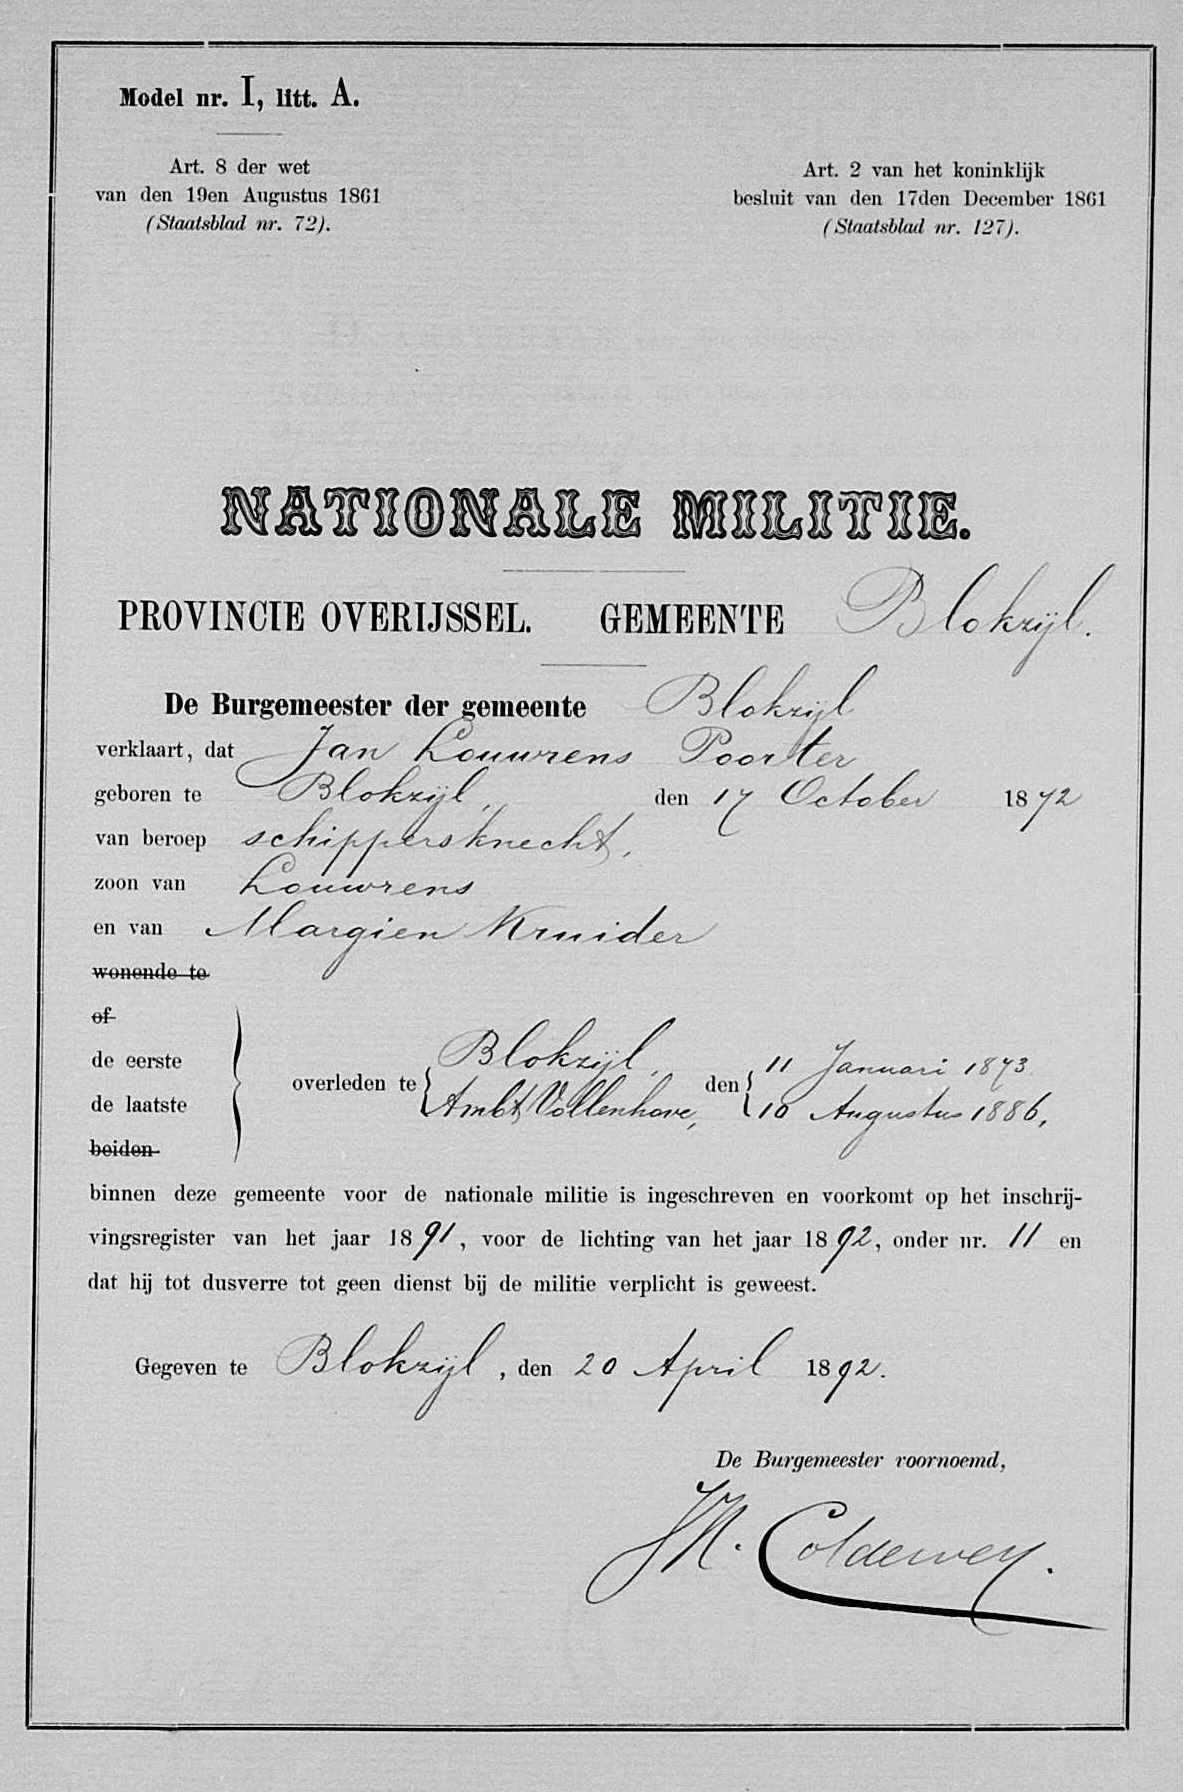 Model nr. I, litt. A.
Art. 8 der wet
van den 19en Augustus 1861
(Staatsblad nr. 72).
Art. 2 van het koninklijk
besluit van den 17den December 1861
(Staatsblad nr. 127).
NATIONALE MILITIE.
PROVINCIE OVERIJSSEL. GEMEENTE Blokzijl.
De Burgemeester der gemeente Blokzijl
verklaart, dat Jan Louwrens Poorter
geboren te Blokzijl, den 17 October 1872
van beroep schippersknecht,
zoon van Louwrens
en van Margien Kruider
wonende te
of
de eerste
de laatste
beiden
overleden te Blokzijl, den 11 Januari 1873.
Ambt Vollenhove, 10 Augustus 1886,
binnen deze gemeente voor de nationale militie is ingeschreven en voorkomt op het inschrij-
vingsregister van het jaar 1891, voor de lichting van het jaar 1892, onder nr. 11 en
dat hij tot dusverre tot geen dienst bij de militie verplicht is geweest.
Gegeven te Blokzijl, den 20 April 1892.
De Burgemeester voornoemd,
Coldewey.